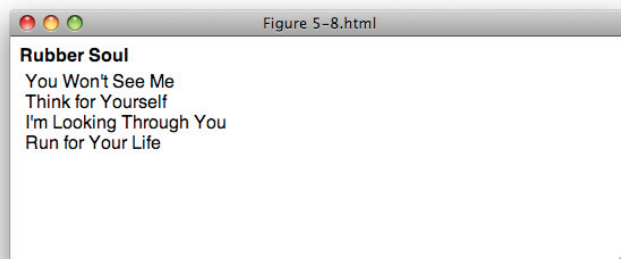 Figure 5-8.html
Rubber Soul
You Won't See Me
Think for Yourself
I'm Looking Through You
Run for Your Life